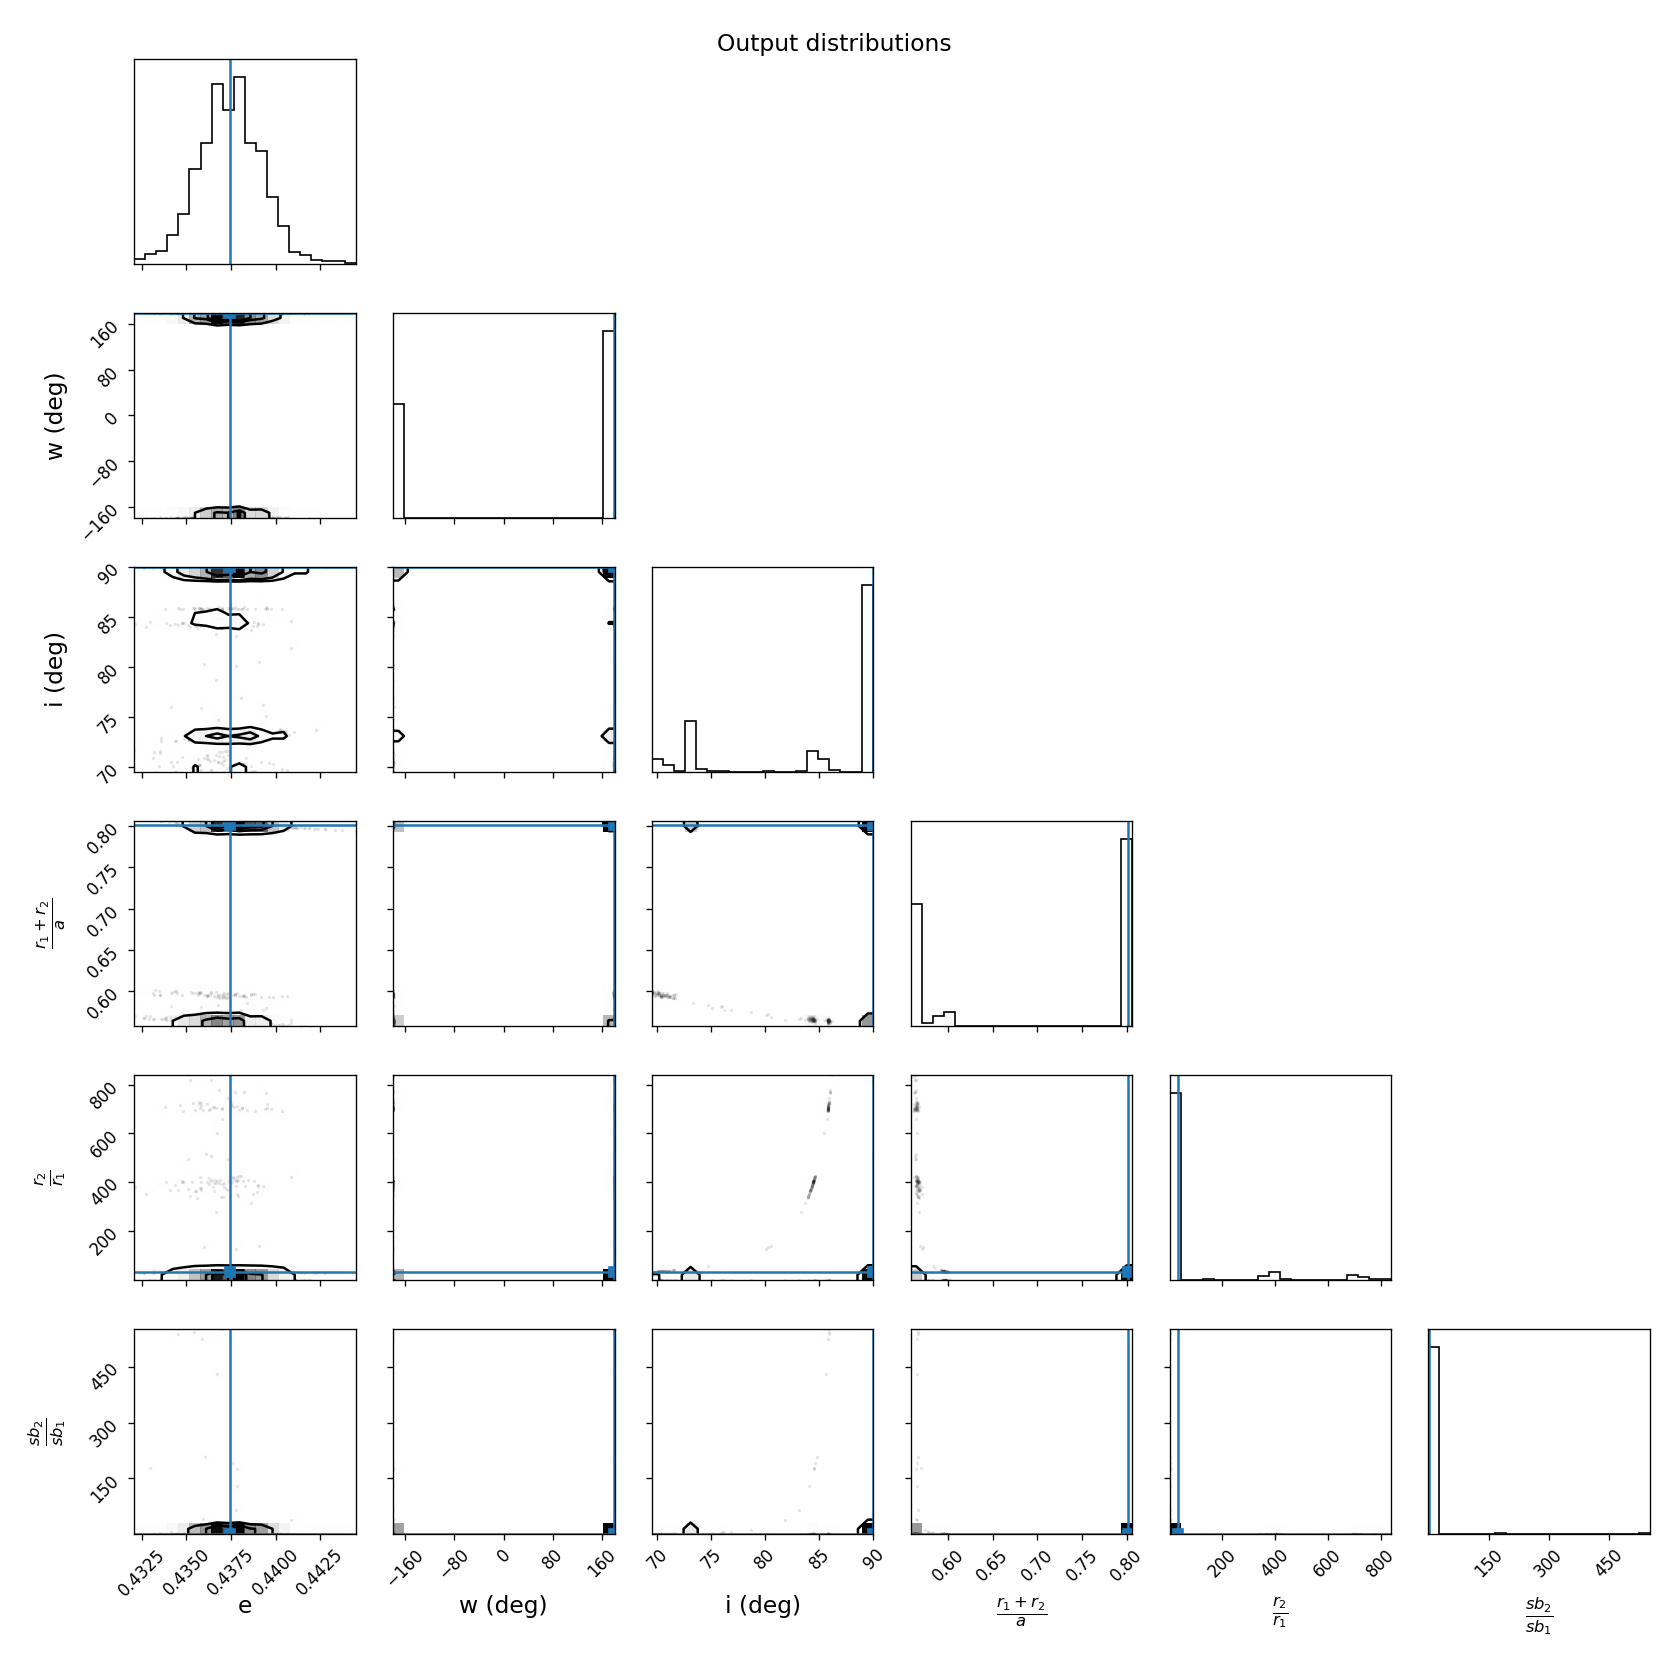 Output distributions
w (deg)
160
80
0
−80
−160
i (deg)
90
85
80
75
70
r₁ + r₂
a
0.80
0.75
0.70
0.65
0.60
r₂
r₁
800
600
400
200
sb₂
sb₁
450
300
150
0.4325 0.4350 0.4375 0.4400 0.4425
−160 −80 0 80 160
70 75 80 85 90
0.60 0.65 0.70 0.75 0.80
200 400 600 800
150 300 450
e
w (deg)
i (deg)
r₁ + r₂
a
r₂
r₁
sb₂
sb₁